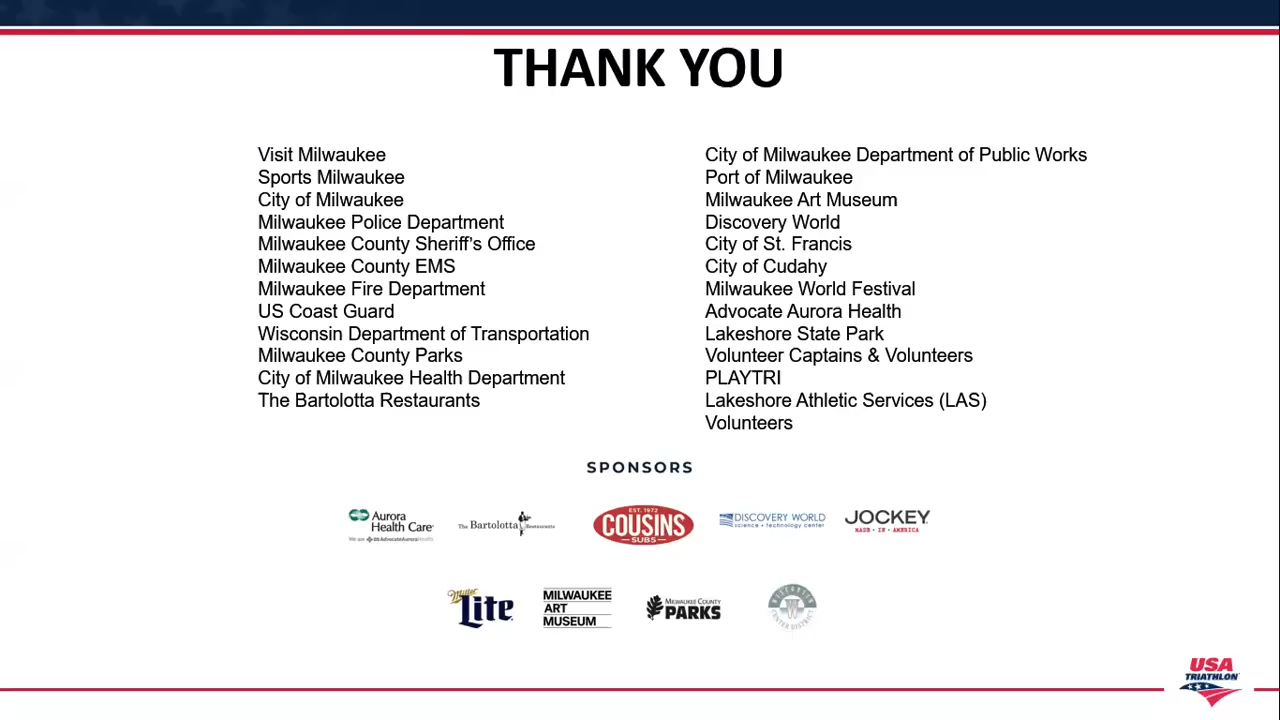 THANK YOU
Visit Milwaukee
Sports Milwaukee
City of Milwaukee
Milwaukee Police Department
Milwaukee County Sheriff's Office
Milwaukee County EMS
Milwaukee Fire Department
US Coast Guard
Wisconsin Department of Transportation
Milwaukee County Parks
City of Milwaukee Health Department
The Bartolotta Restaurants
City of Milwaukee Department of Public Works
Port of Milwaukee
Milwaukee Art Museum
Discovery World
City of St. Francis
City of Cudahy
Milwaukee World Festival
Advocate Aurora Health
Lakeshore State Park
Volunteer Captains & Volunteers
PLAYTRI
Lakeshore Athletic Services (LAS)
Volunteers
SPONSORS
Aurora
Health Care
We are AdvocateAuroraHealth
The Bartolotta Restaurants
EST. 1972
COUSINS
SUBS
DISCOVERY WORLD
science + technology center
JOCKEY
MADE • IN • AMERICA
Miller
Lite
MILWAUKEE
ART
MUSEUM
MILWAUKEE COUNTY
PARKS
WISCONSIN
CENTER DISTRICT
USA
TRIATHLON